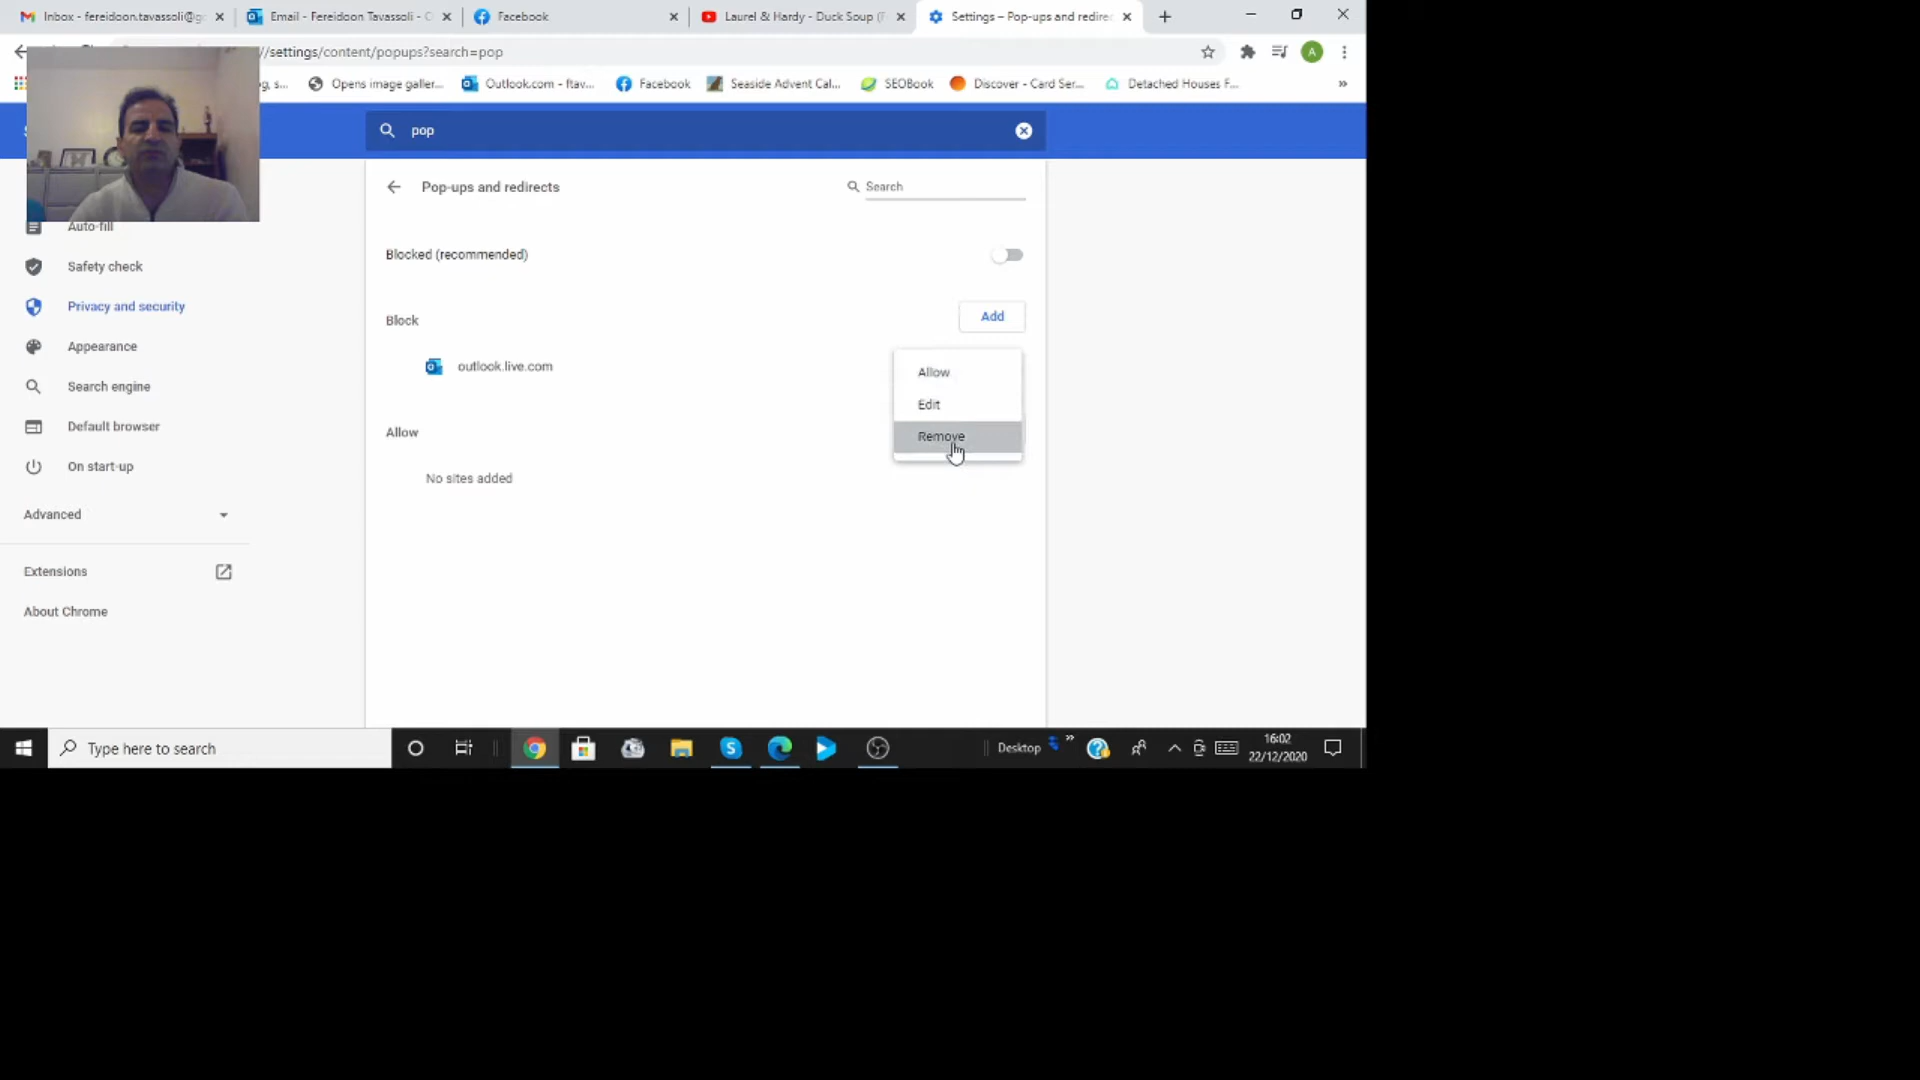 Inbox - fereidoon.tavassoli@g
Email - Fereidoon Tavassoli - O
Facebook
Laurel & Hardy - Duck Soup (F
Settings – Pop-ups and redirec
//settings/content/popups?search=pop
A
g, s...
Opens image galler...
Outlook.com - ftav...
Facebook
Seaside Advent Cal...
SEOBook
Discover - Card Ser...
Detached Houses F...
»
pop
Pop-ups and redirects
Search
Auto-fill
Blocked (recommended)
Safety check
Privacy and security
Block
Add
Appearance
outlook.live.com
Allow
Search engine
Edit
Default browser
Allow
Remove
On start-up
No sites added
Advanced
Extensions
About Chrome
Type here to search
Desktop
»
16:02
22/12/2020